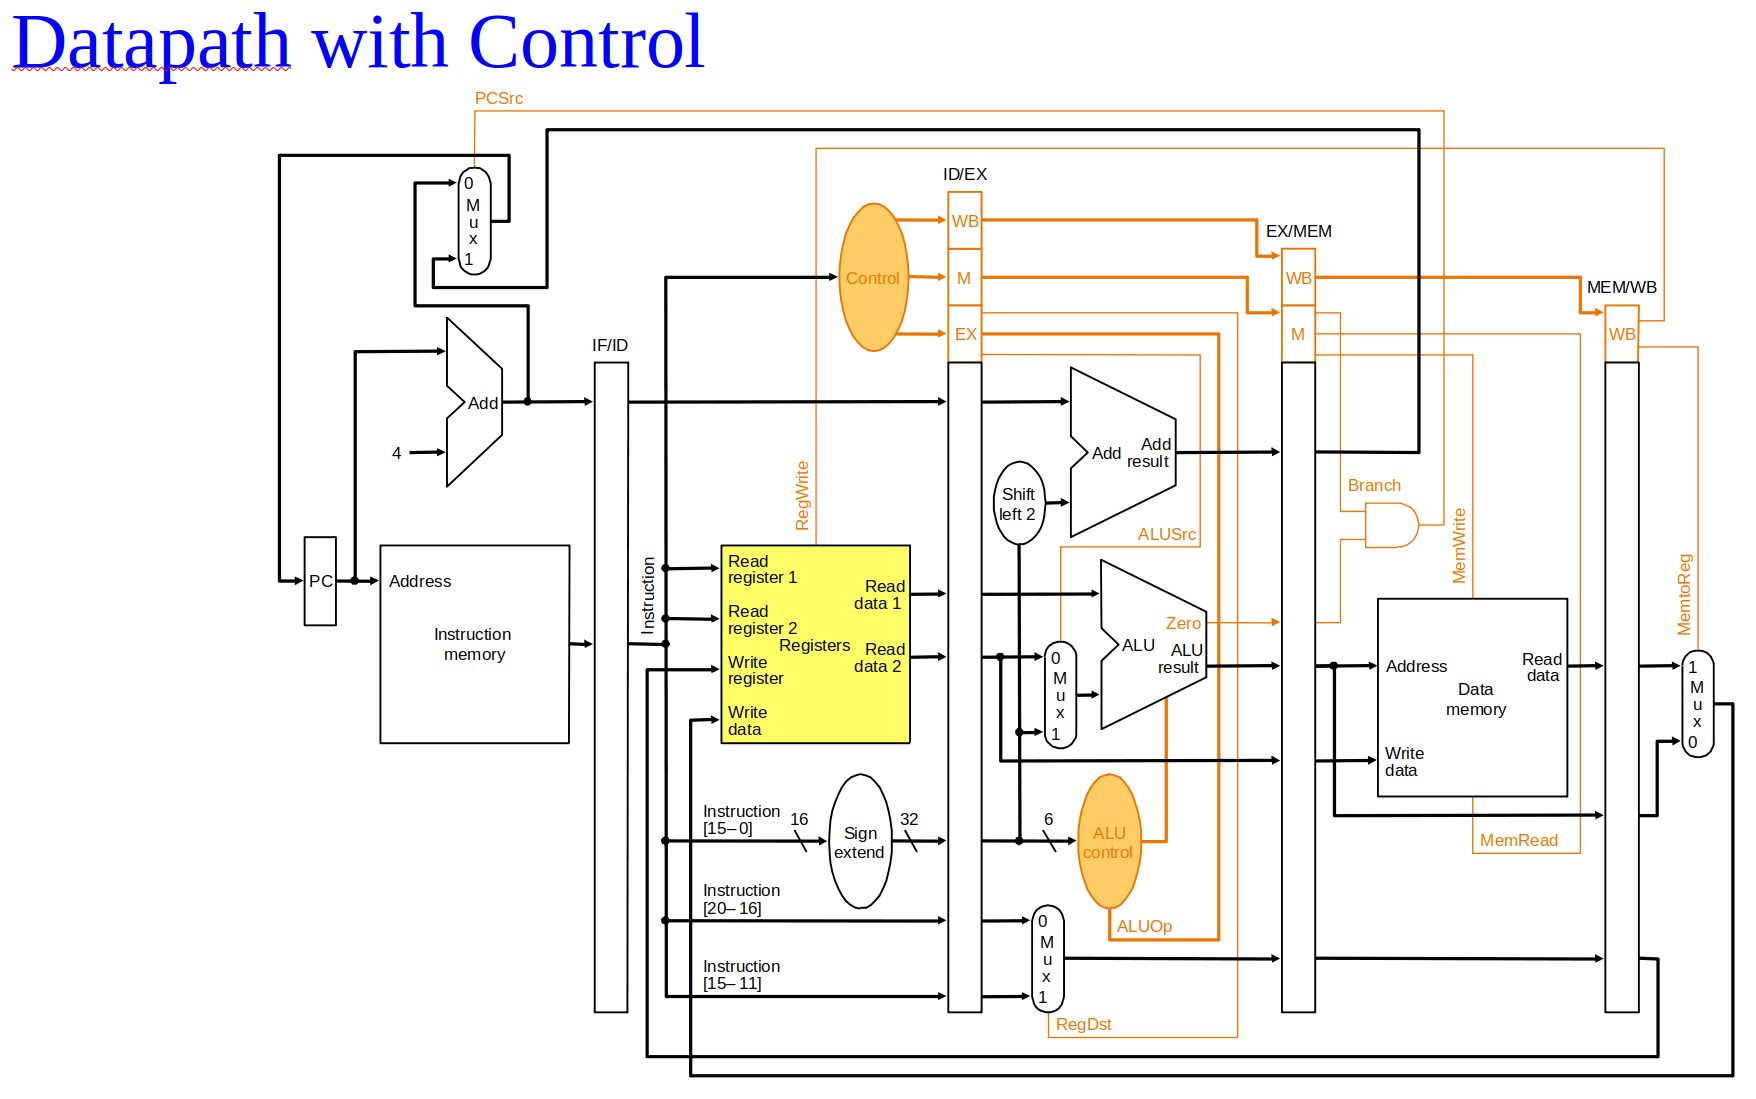 Datapath with Control
PCSrc
ID/EX
0
M
u
x
1
WB
EX/MEM
Control
M
WB
MEM/WB
EX
M
WB
IF/ID
Add
4
Add
Add
result
RegWrite
Shift
left 2
Branch
ALUSrc
MemWrite
MemtoReg
PC
Address
Instruction
memory
Instruction
Read
register 1
Read
data 1
Read
register 2
Registers
Read
data 2
Write
register
Write
data
0
M
u
x
1
Zero
ALU
ALU
result
Address
Read
data
Data
memory
Write
data
1
M
u
x
0
Instruction
[15–0]
16
Sign
extend
32
6
ALU
control
MemRead
Instruction
[20–16]
ALUOp
0
M
u
x
1
Instruction
[15–11]
RegDst